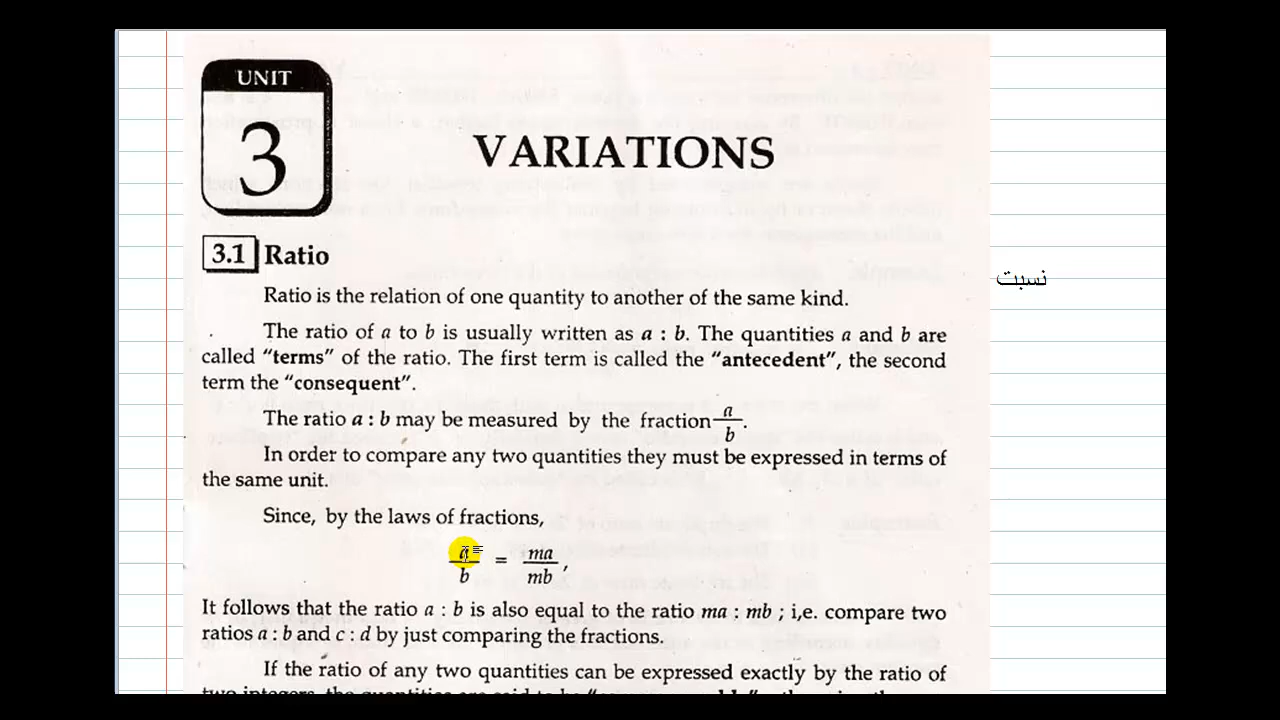 UNIT
3
VARIATIONS
3.1 Ratio
Ratio is the relation of one quantity to another of the same kind.
نسبت
The ratio of a to b is usually written as a : b. The quantities a and b are
called “terms” of the ratio. The first term is called the “antecedent”, the second
term the “consequent”.
The ratio a : b may be measured by the fraction a/b.
In order to compare any two quantities they must be expressed in terms of
the same unit.
Since, by the laws of fractions,
a/b = ma/mb,
It follows that the ratio a : b is also equal to the ratio ma : mb ; i,e. compare two
ratios a : b and c : d by just comparing the fractions.
If the ratio of any two quantities can be expressed exactly by the ratio of